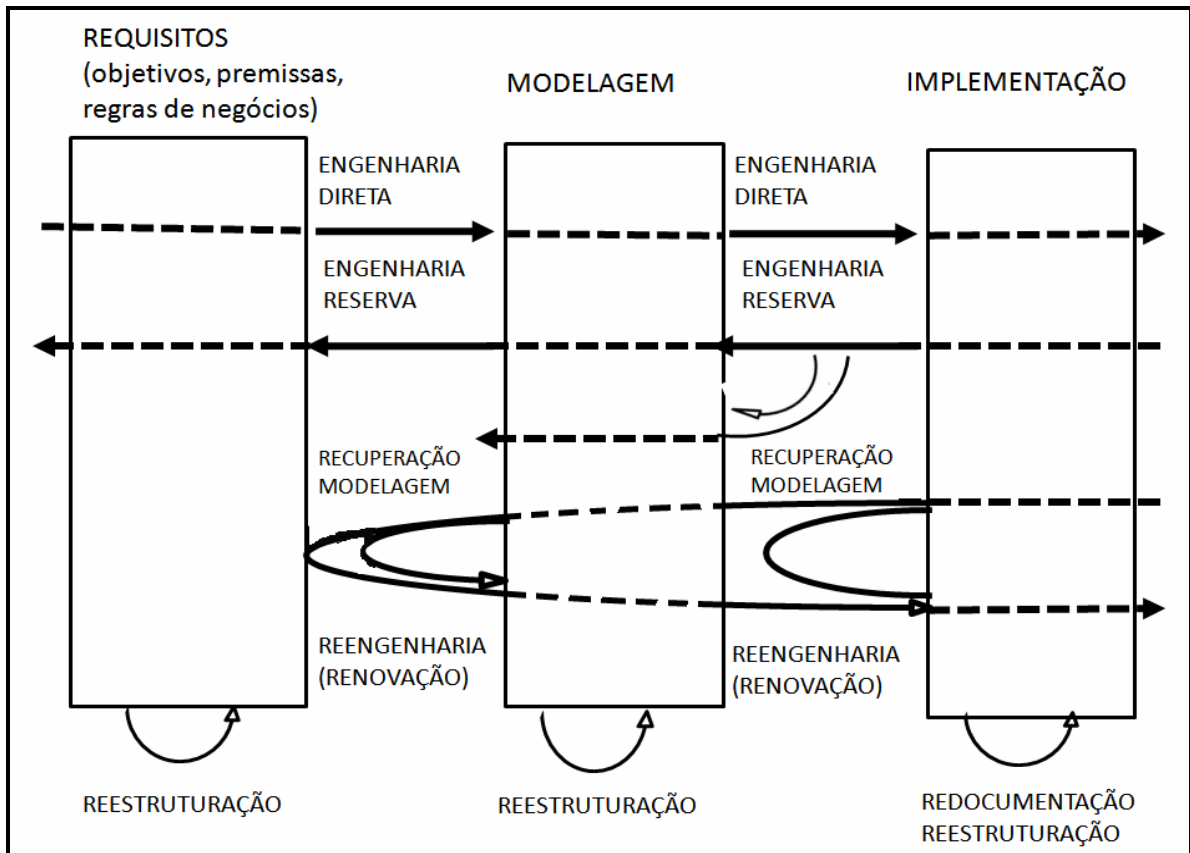 REQUISITOS
(objetivos, premissas,
regras de negócios)
MODELAGEM
IMPLEMENTAÇÃO
ENGENHARIA
DIRETA
ENGENHARIA
DIRETA
ENGENHARIA
RESERVA
ENGENHARIA
RESERVA
RECUPERAÇÃO
MODELAGEM
RECUPERAÇÃO
MODELAGEM
REENGENHARIA
(RENOVAÇÃO)
REENGENHARIA
(RENOVAÇÃO)
REESTRUTURAÇÃO
REESTRUTURAÇÃO
REDOCUMENTAÇÃO
REESTRUTURAÇÃO